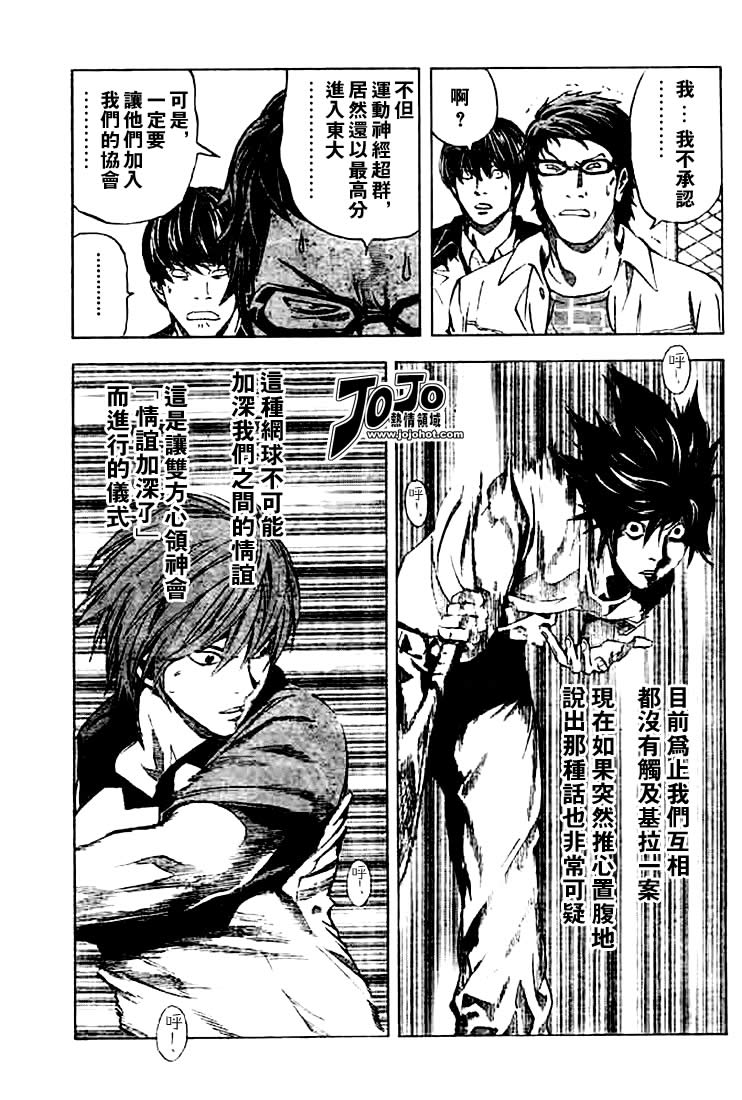 我…我不承認
啊？
不但
運動神經超群，
居然還以最高分
進入東大
………
可是，
一定要
讓他們加入
我們的協會
………
………
呼—
呼—
目前為止我們互相
都沒有觸及基拉一案
現在如果突然推心置腹地
說出那種話也非常可疑
JOJO
熱情領域
www.jojohot.com
這種網球不可能
加深我們之間的情誼
這是讓雙方心領神會
「情誼加深了」
而進行的儀式
呼—
呼—